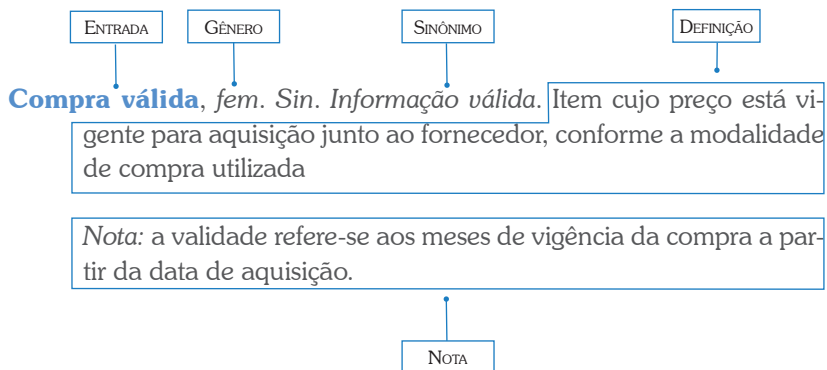 Entrada Gênero Sinônimo Definição
Compra válida, fem. Sin. Informação válida. Item cujo preço está vi-
gente para aquisição junto ao fornecedor, conforme a modalidade
de compra utilizada
Nota: a validade refere-se aos meses de vigência da compra a par-
tir da data de aquisição.
Nota